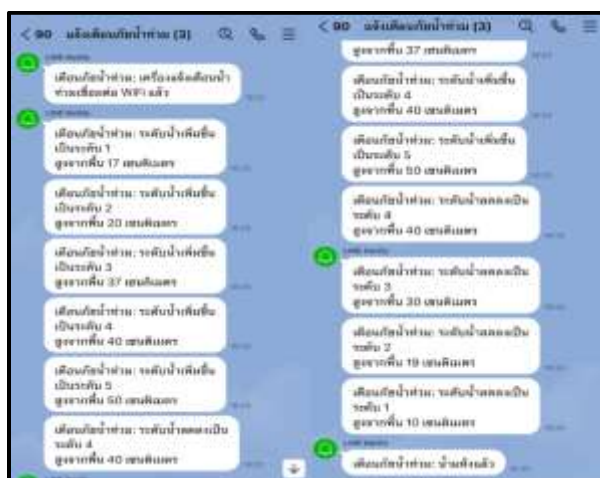 < 90 แจ้งเตือนภัยน้ำท่วม (3)
เตือนภัยน้ำท่วม: เครื่องแจ้งเตือนน้ำ
ท่วมเชื่อมต่อ WiFi แล้ว
เตือนภัยน้ำท่วม: ระดับน้ำเพิ่มขึ้น
เป็นระดับ 1
สูงจากพื้น 17 เซนติเมตร
เตือนภัยน้ำท่วม: ระดับน้ำเพิ่มขึ้น
เป็นระดับ 2
สูงจากพื้น 20 เซนติเมตร
เตือนภัยน้ำท่วม: ระดับน้ำเพิ่มขึ้น
เป็นระดับ 3
สูงจากพื้น 37 เซนติเมตร
เตือนภัยน้ำท่วม: ระดับน้ำเพิ่มขึ้น
เป็นระดับ 4
สูงจากพื้น 40 เซนติเมตร
เตือนภัยน้ำท่วม: ระดับน้ำเพิ่มขึ้น
เป็นระดับ 5
สูงจากพื้น 50 เซนติเมตร
เตือนภัยน้ำท่วม: ระดับน้ำลดลงเป็น
ระดับ 4
สูงจากพื้น 40 เซนติเมตร
< 90 แจ้งเตือนภัยน้ำท่วม (3)
สูงจากพื้น 37 เซนติเมตร
เตือนภัยน้ำท่วม: ระดับน้ำเพิ่มขึ้น
เป็นระดับ 4
สูงจากพื้น 40 เซนติเมตร
เตือนภัยน้ำท่วม: ระดับน้ำเพิ่มขึ้น
เป็นระดับ 5
สูงจากพื้น 50 เซนติเมตร
เตือนภัยน้ำท่วม: ระดับน้ำลดลงเป็น
ระดับ 4
สูงจากพื้น 40 เซนติเมตร
เตือนภัยน้ำท่วม: ระดับน้ำลดลงเป็น
ระดับ 3
สูงจากพื้น 30 เซนติเมตร
เตือนภัยน้ำท่วม: ระดับน้ำลดลงเป็น
ระดับ 2
สูงจากพื้น 19 เซนติเมตร
เตือนภัยน้ำท่วม: ระดับน้ำลดลงเป็น
ระดับ 1
สูงจากพื้น 10 เซนติเมตร
เตือนภัยน้ำท่วม: น้ำแห้งแล้ว